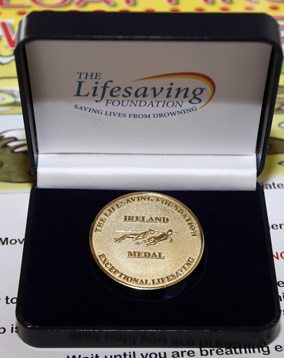 THE
Lifesaving
FOUNDATION
SAVING LIVES FROM DROWNING
THE LIFESAVING FOUNDATION
IRELAND
MEDAL
EXCEPTIONAL LIFESAVING
Wait until you are breathing e